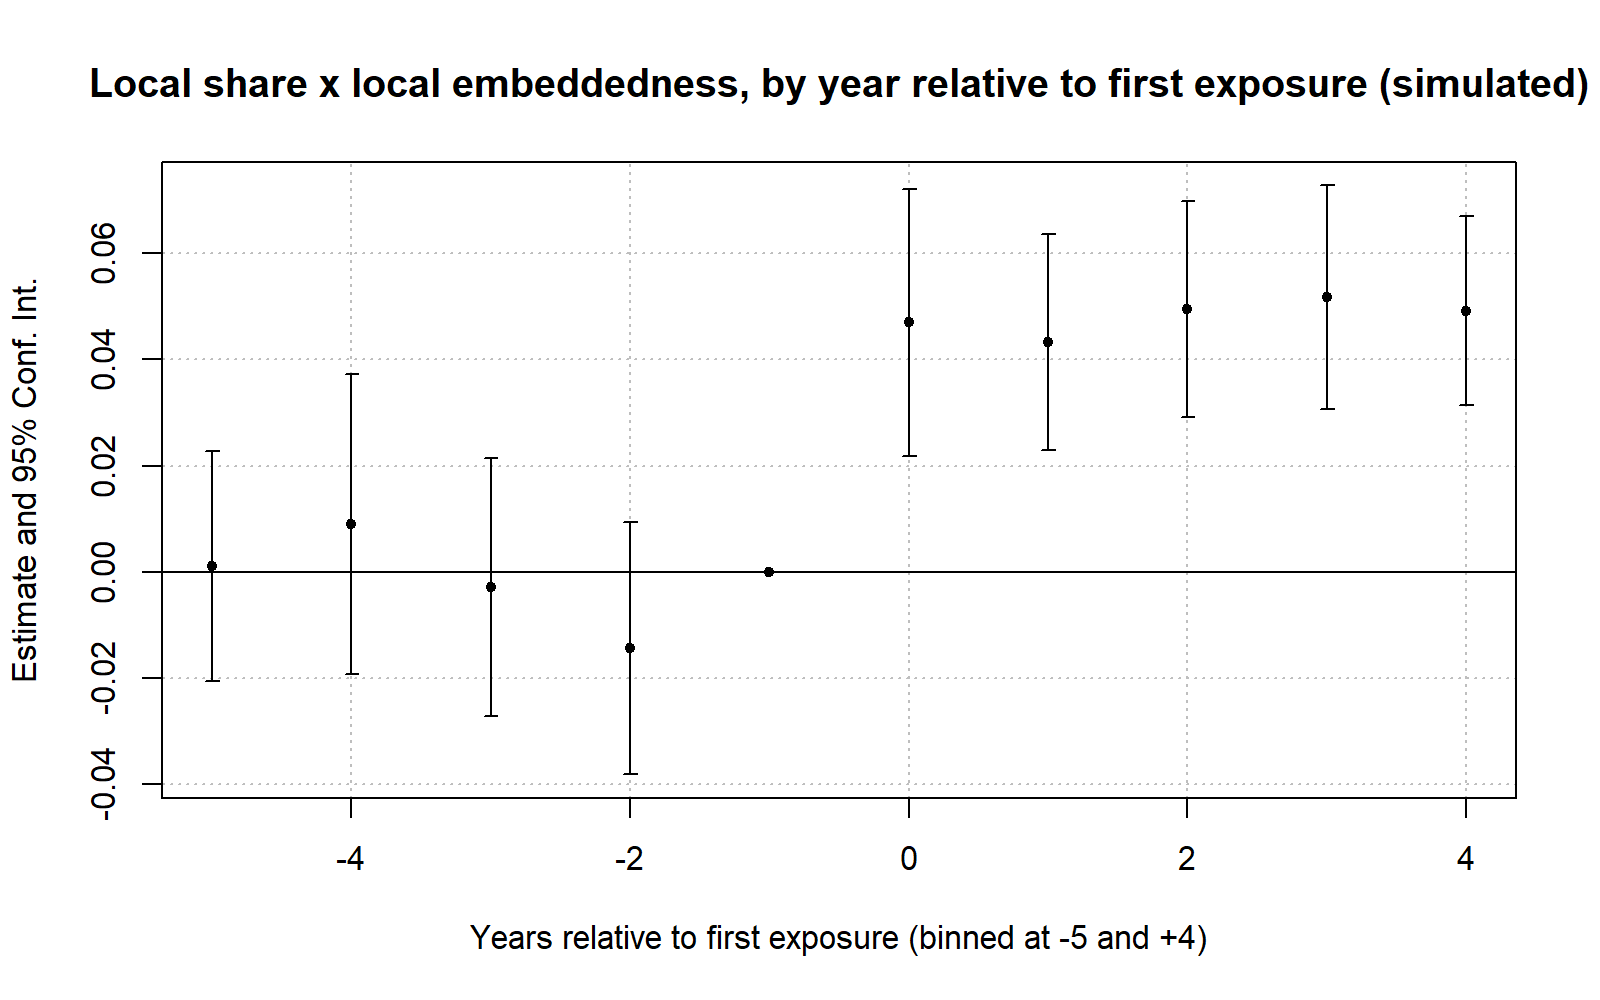 Local share x local embeddedness, by year relative to first exposure (simulated)
Estimate and 95% Conf. Int.
0.06
0.04
0.02
0.00
-0.02
-0.04
-4 -2 0 2 4
Years relative to first exposure (binned at -5 and +4)